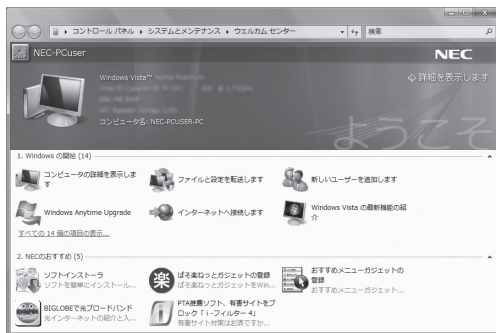 コントロール パネル ▸ システムとメンテナンス ▸ ウェルカム センター
検索
NEC-PCuser
NEC
Windows Vista™
詳細を表示します
コンピュータ名: NEC-PCUSER-PC
ようこそ
1. Windows の開始 (14)
コンピュータの詳細を表示します
ファイルと設定を転送します
新しいユーザーを追加します
Windows Anytime Upgrade
インターネットへ接続します
Windows Vista の最新機能の紹介
すべての 14 個の項目の表示...
2. NECのおすすめ (5)
ソフトインストーラ
ソフトを簡単にインストール...
楽
ぱそ楽ねっとガジェットの登録
ぱそ楽ねっとガジェットをWin...
おすすめメニューガジェットの登録
おすすめメニューガジェット...
BIGLOBE
BIGLOBEで光ブロードバンド
光インターネットの紹介と入...
PTA推薦ソフト、有害サイトをブロック「i -フィルター 4」
有害サイト対策はお済ですか...